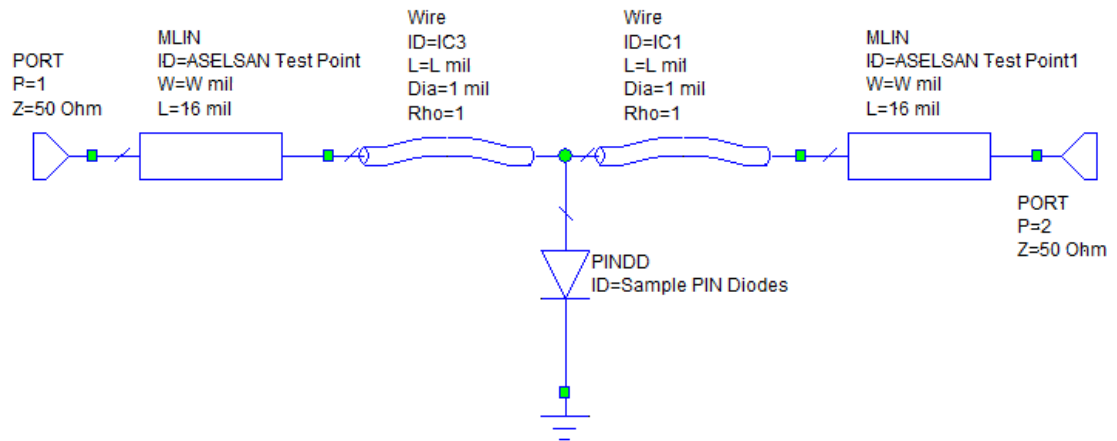 PORT
P=1
Z=50 Ohm
MLIN
ID=ASELSAN Test Point
W=W mil
L=16 mil
Wire
ID=IC3
L=L mil
Dia=1 mil
Rho=1
Wire
ID=IC1
L=L mil
Dia=1 mil
Rho=1
MLIN
ID=ASELSAN Test Point1
W=W mil
L=16 mil
PORT
P=2
Z=50 Ohm
PINDD
ID=Sample PIN Diodes